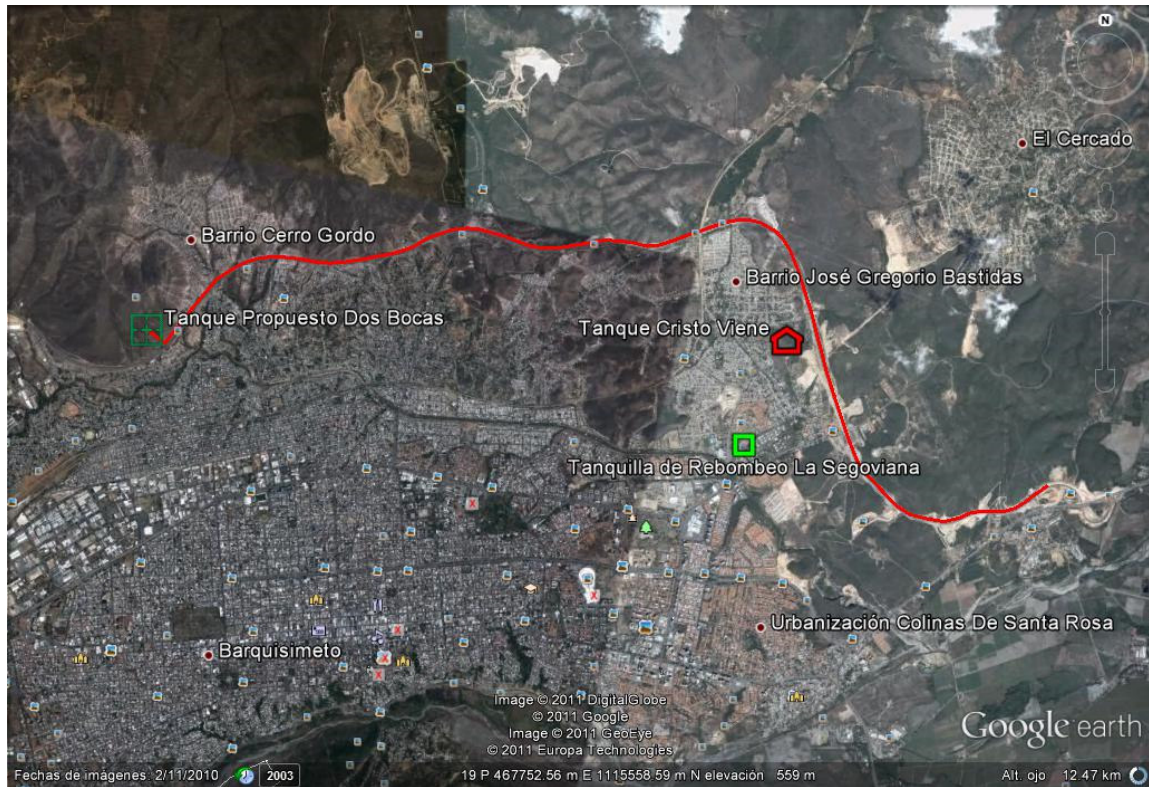 N
El Cercado
Barrio Cerro Gordo
Barrio José Gregorio Bastidas
Tanque Propuesto Dos Bocas
Tanque Cristo Viene
Tanquilla de Rebombeo La Segoviana
Urbanización Colinas De Santa Rosa
Barquisimeto
Image © 2011 DigitalGlobe
© 2011 Google
Image © 2011 GeoEye
© 2011 Europa Technologies
Google earth
Fechas de imágenes: 2/11/2010 2003 19 P 467752.56 m E 1115558.59 m N elevación 559 m Alt. ojo 12.47 km